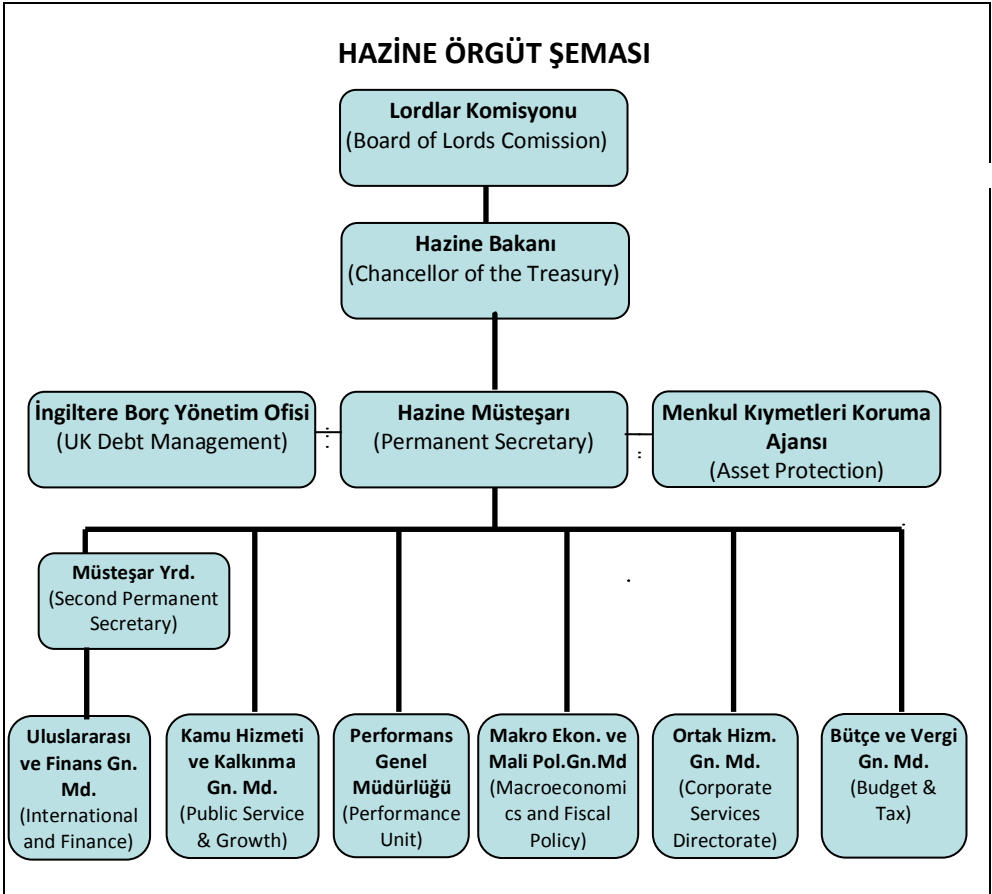 HAZİNE ÖRGÜT ŞEMASI
Lordlar Komisyonu
(Board of Lords Comission)
Hazine Bakanı
(Chancellor of the Treasury)
İngiltere Borç Yönetim Ofisi
(UK Debt Management)
Hazine Müsteşarı
(Permanent Secretary)
Menkul Kıymetleri Koruma
Ajansı
(Asset Protection)
Müsteşar Yrd.
(Second Permanent
Secretary)
Uluslararası
ve Finans Gn.
Md.
(International
and Finance)
Kamu Hizmeti
ve Kalkınma
Gn. Md.
(Public Service
& Growth)
Performans
Genel
Müdürlüğü
(Performance
Unit)
Makro Ekon. ve
Mali Pol.Gn.Md
(Macroeconomi
cs and Fiscal
Policy)
Ortak Hizm.
Gn. Md.
(Corporate
Services
Directorate)
Bütçe ve Vergi
Gn. Md.
(Budget &
Tax)